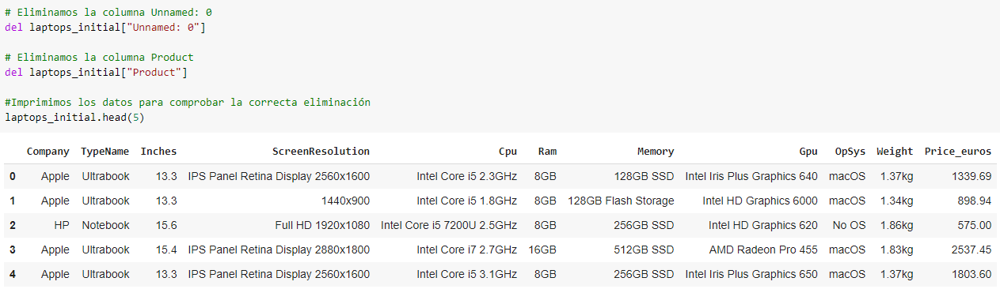 # Eliminamos la columna Unnamed: 0
del laptops_initial["Unnamed: 0"]
# Eliminamos la columna Product
del laptops_initial["Product"]
#Imprimimos los datos para comprobar la correcta eliminación
laptops_initial.head(5)
Company TypeName Inches ScreenResolution Cpu Ram Memory Gpu OpSys Weight Price_euros
0 Apple Ultrabook 13.3 IPS Panel Retina Display 2560x1600 Intel Core i5 2.3GHz 8GB 128GB SSD Intel Iris Plus Graphics 640 macOS 1.37kg 1339.69
1 Apple Ultrabook 13.3 1440x900 Intel Core i5 1.8GHz 8GB 128GB Flash Storage Intel HD Graphics 6000 macOS 1.34kg 898.94
2 HP Notebook 15.6 Full HD 1920x1080 Intel Core i5 7200U 2.5GHz 8GB 256GB SSD Intel HD Graphics 620 No OS 1.86kg 575.00
3 Apple Ultrabook 15.4 IPS Panel Retina Display 2880x1800 Intel Core i7 2.7GHz 16GB 512GB SSD AMD Radeon Pro 455 macOS 1.83kg 2537.45
4 Apple Ultrabook 13.3 IPS Panel Retina Display 2560x1600 Intel Core i5 3.1GHz 8GB 256GB SSD Intel Iris Plus Graphics 650 macOS 1.37kg 1803.60